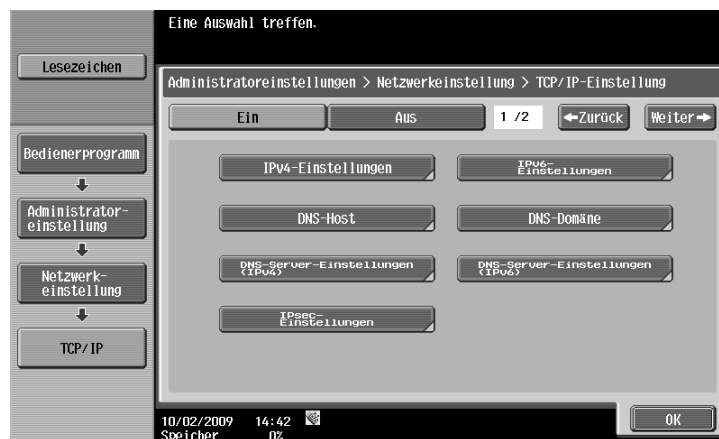 Eine Auswahl treffen.
Lesezeichen
Administratoreinstellungen > Netzwerkeinstellung > TCP/IP-Einstellung
Ein
Aus
1 /2
←Zurück
Weiter→
Bedienerprogramm
Administrator-
einstellung
Netzwerk-
einstellung
TCP/IP
IPv4-Einstellungen
IPv6-
Einstellungen
DNS-Host
DNS-Domäne
DNS-Server-Einstellungen
(IPv4)
DNS-Server-Einstellungen
(IPv6)
IPsec-
Einstellungen
10/02/2009 14:42
Speicher 0%
OK